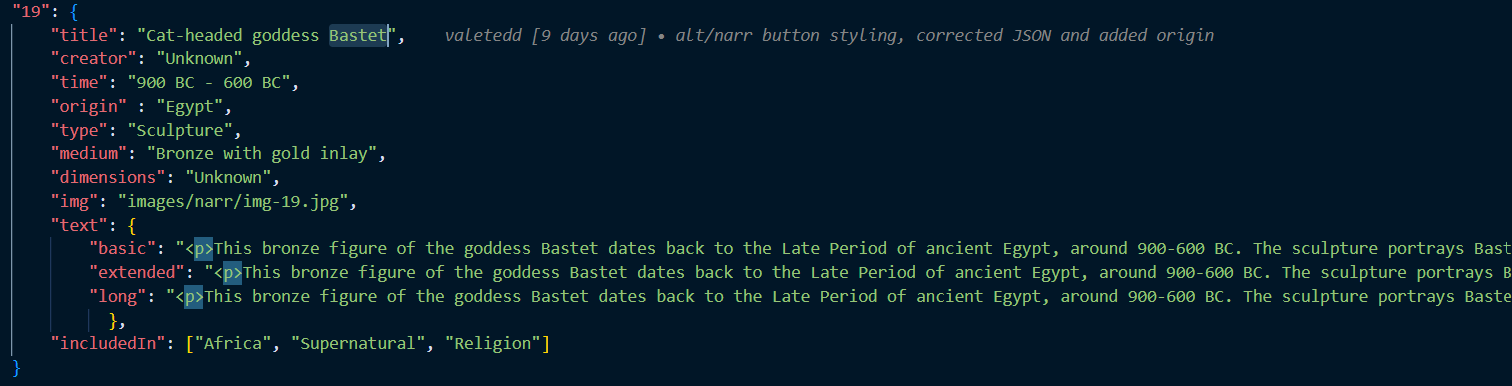 "19": {
"title": "Cat-headed goddess Bastet", valetedd [9 days ago] • alt/narr button styling, corrected JSON and added origin
"creator": "Unknown",
"time": "900 BC - 600 BC",
"origin" : "Egypt",
"type": "Sculpture",
"medium": "Bronze with gold inlay",
"dimensions": "Unknown",
"img": "images/narr/img-19.jpg",
"text": {
"basic": "<p>This bronze figure of the goddess Bastet dates back to the Late Period of ancient Egypt, around 900-600 BC. The sculpture portrays Bast
"extended": "<p>This bronze figure of the goddess Bastet dates back to the Late Period of ancient Egypt, around 900-600 BC. The sculpture portrays B
"long": "<p>This bronze figure of the goddess Bastet dates back to the Late Period of ancient Egypt, around 900-600 BC. The sculpture portrays Baste
},
"includedIn": ["Africa", "Supernatural", "Religion"]
}